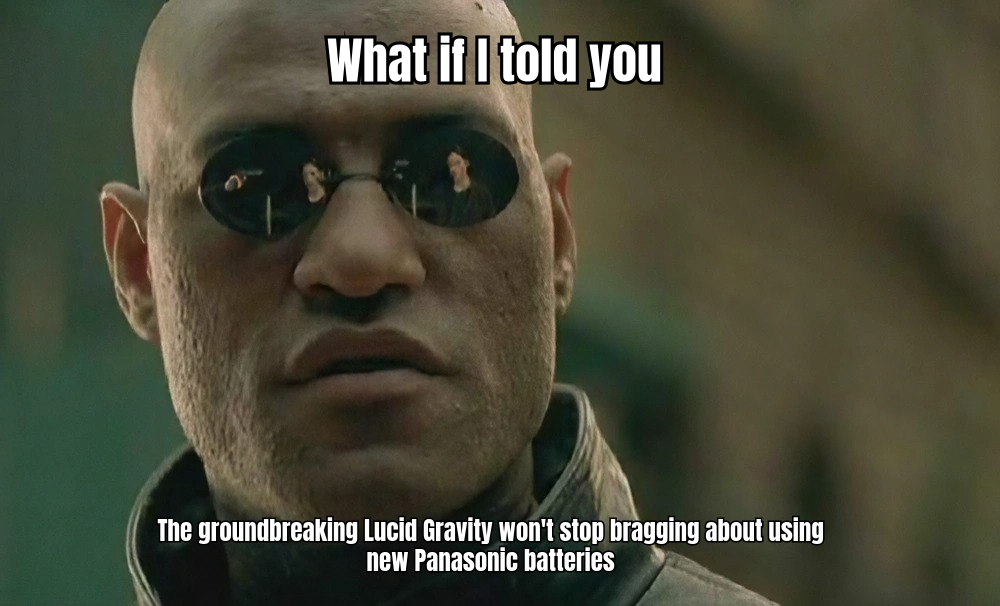 What if I told you
The groundbreaking Lucid Gravity won't stop bragging about using
new Panasonic batteries